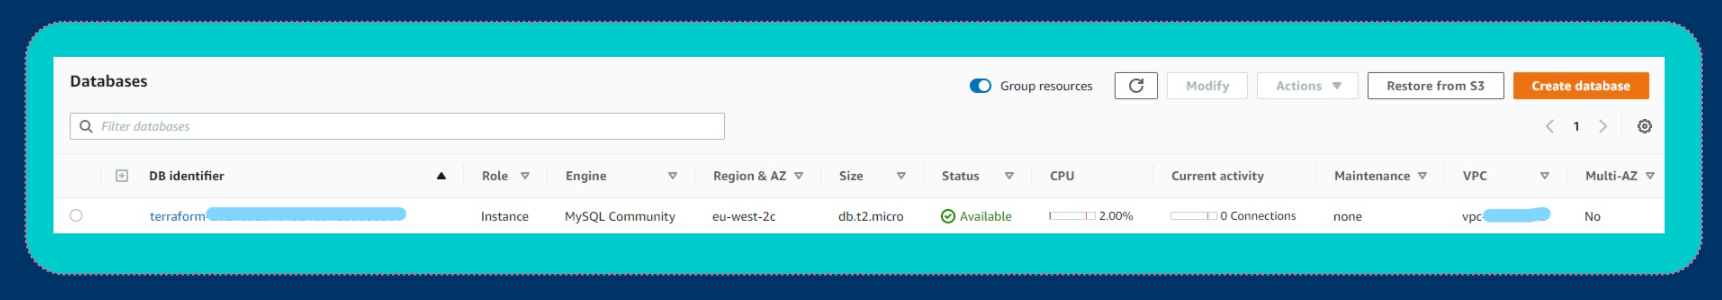 Databases
Group resources Modify Actions Restore from S3 Create database
Filter databases
1
DB identifier Role Engine Region & AZ Size Status CPU Current activity Maintenance VPC Multi-AZ
terraform- Instance MySQL Community eu-west-2c db.t2.micro Available 2.00% 0 Connections none vpc- No